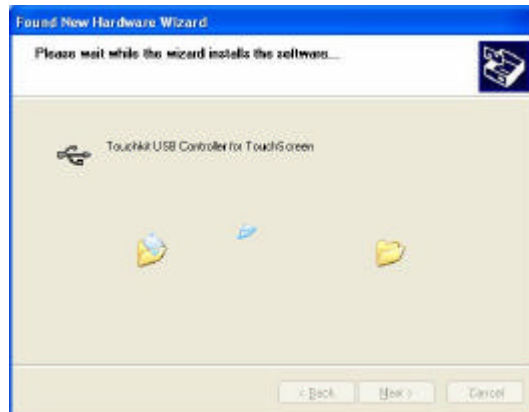 Found New Hardware Wizard
Please wait while the wizard installs the software...
Touchkit USB Controller for TouchScreen
< Back
Next >
Cancel